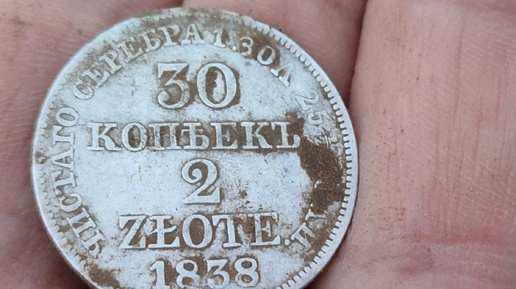 ЧИСТАГО СЕРЕБРА 1. ЗОЛ 25
30
КОПѢЕКЪ
2
ZŁOTE.
1838